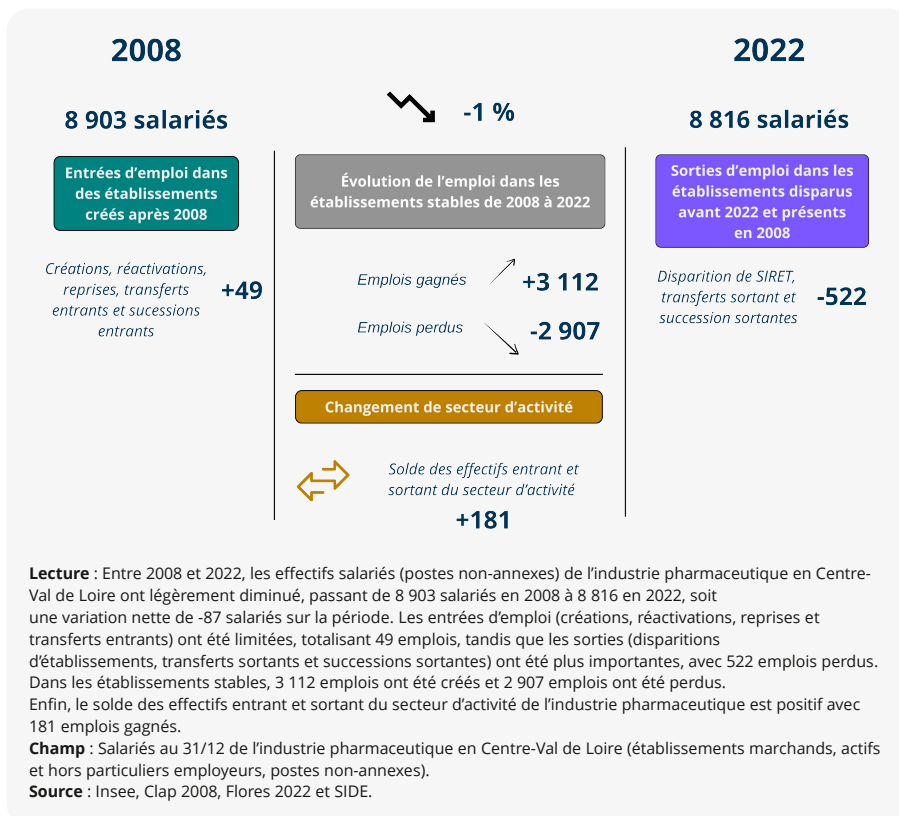 2008
2022
8 903 salariés
-1 %
8 816 salariés
Entrées d'emploi dans
des établissements
créés après 2008
Évolution de l'emploi dans les
établissements stables de 2008 à 2022
Sorties d'emploi dans les
établissements disparus
avant 2022 et présents
en 2008
Créations, réactivations,
reprises, transferts
entrants et sucessions
entrants
+49
Emplois gagnés
+3 112
Emplois perdus
-2 907
Disparition de SIRET,
transferts sortant et
succession sortantes
-522
Changement de secteur d'activité
Solde des effectifs entrant et
sortant du secteur d'activité
+181
Lecture : Entre 2008 et 2022, les effectifs salariés (postes non-annexes) de l'industrie pharmaceutique en Centre-
Val de Loire ont légèrement diminué, passant de 8 903 salariés en 2008 à 8 816 en 2022, soit
une variation nette de -87 salariés sur la période. Les entrées d'emploi (créations, réactivations, reprises et
transferts entrants) ont été limitées, totalisant 49 emplois, tandis que les sorties (disparitions
d'établissements, transferts sortants et successions sortantes) ont été plus importantes, avec 522 emplois perdus.
Dans les établissements stables, 3 112 emplois ont été créés et 2 907 emplois ont été perdus.
Enfin, le solde des effectifs entrant et sortant du secteur d'activité de l'industrie pharmaceutique est positif avec
181 emplois gagnés.
Champ : Salariés au 31/12 de l'industrie pharmaceutique en Centre-Val de Loire (établissements marchands, actifs
et hors particuliers employeurs, postes non-annexes).
Source : Insee, Clap 2008, Flores 2022 et SIDE.